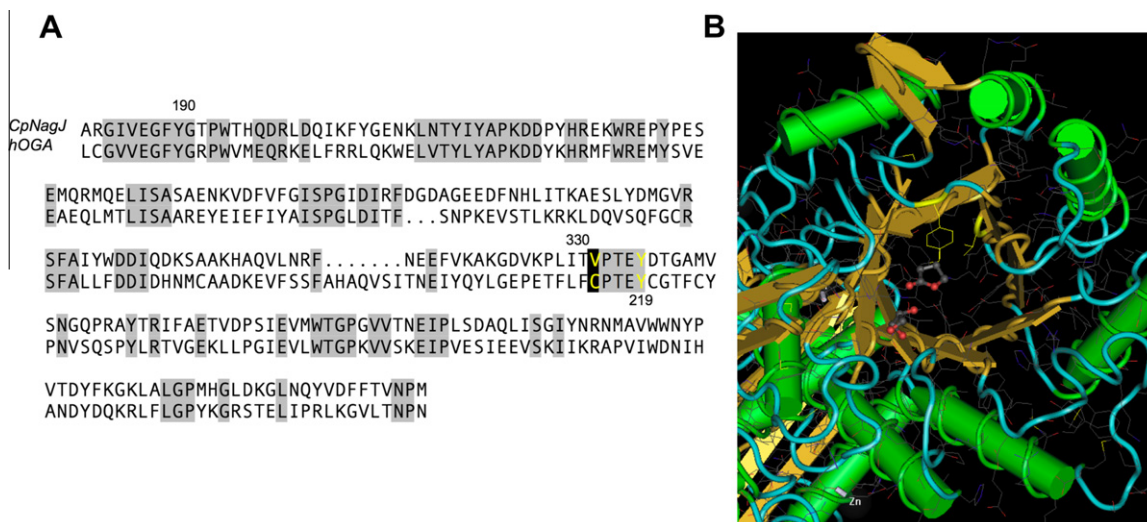 A
B
190
CpNagJ ARGIVEGFYGTPWTHQDRLDQIKFYGENKLNTYIYAPKDDPYHREKWREPYPES
hOGA LCGVVEGFYGRPWVMEQRKELFRRLQKWELVTYLYAPKDDYKHRMFWREMYSVE
EMQRMQELISASAENKVDFVFGISPGIDIRFDGDAGEEDFNHLITKAESLYDMGVR
EAEQLMTLISAAREYEIEFIYAISPGLDITF...SNPKEVSTLKRKLDQVSQFGCR
330
SFAIYWDDIQDKSAAKHAQVLNRF.......NEEFVKAKGDVKPLITVPTEYDTGAMV
SFALLFDDIDHNMCAADKEVFSSFAHAQVSITNEIYQYLGEPETFLFCPTEYCGTFCY
219
SNGQPRAYTRIFAETVDPSIEVMWTGPGVVTNEIPLSDAQLISGIYNRNMAVWWNYP
PNVSQSPYLRTVGEKLLPGIEVLWTGPKVVSKEIPVESIEEVSKIIKRAPVIWDNIH
VTDYFKGKLALGPMHGLDKGLNQYVDFFTVNPM
ANDYDQKRLFLGPYKGRSTELIPRLKGVLTNPN
Zn